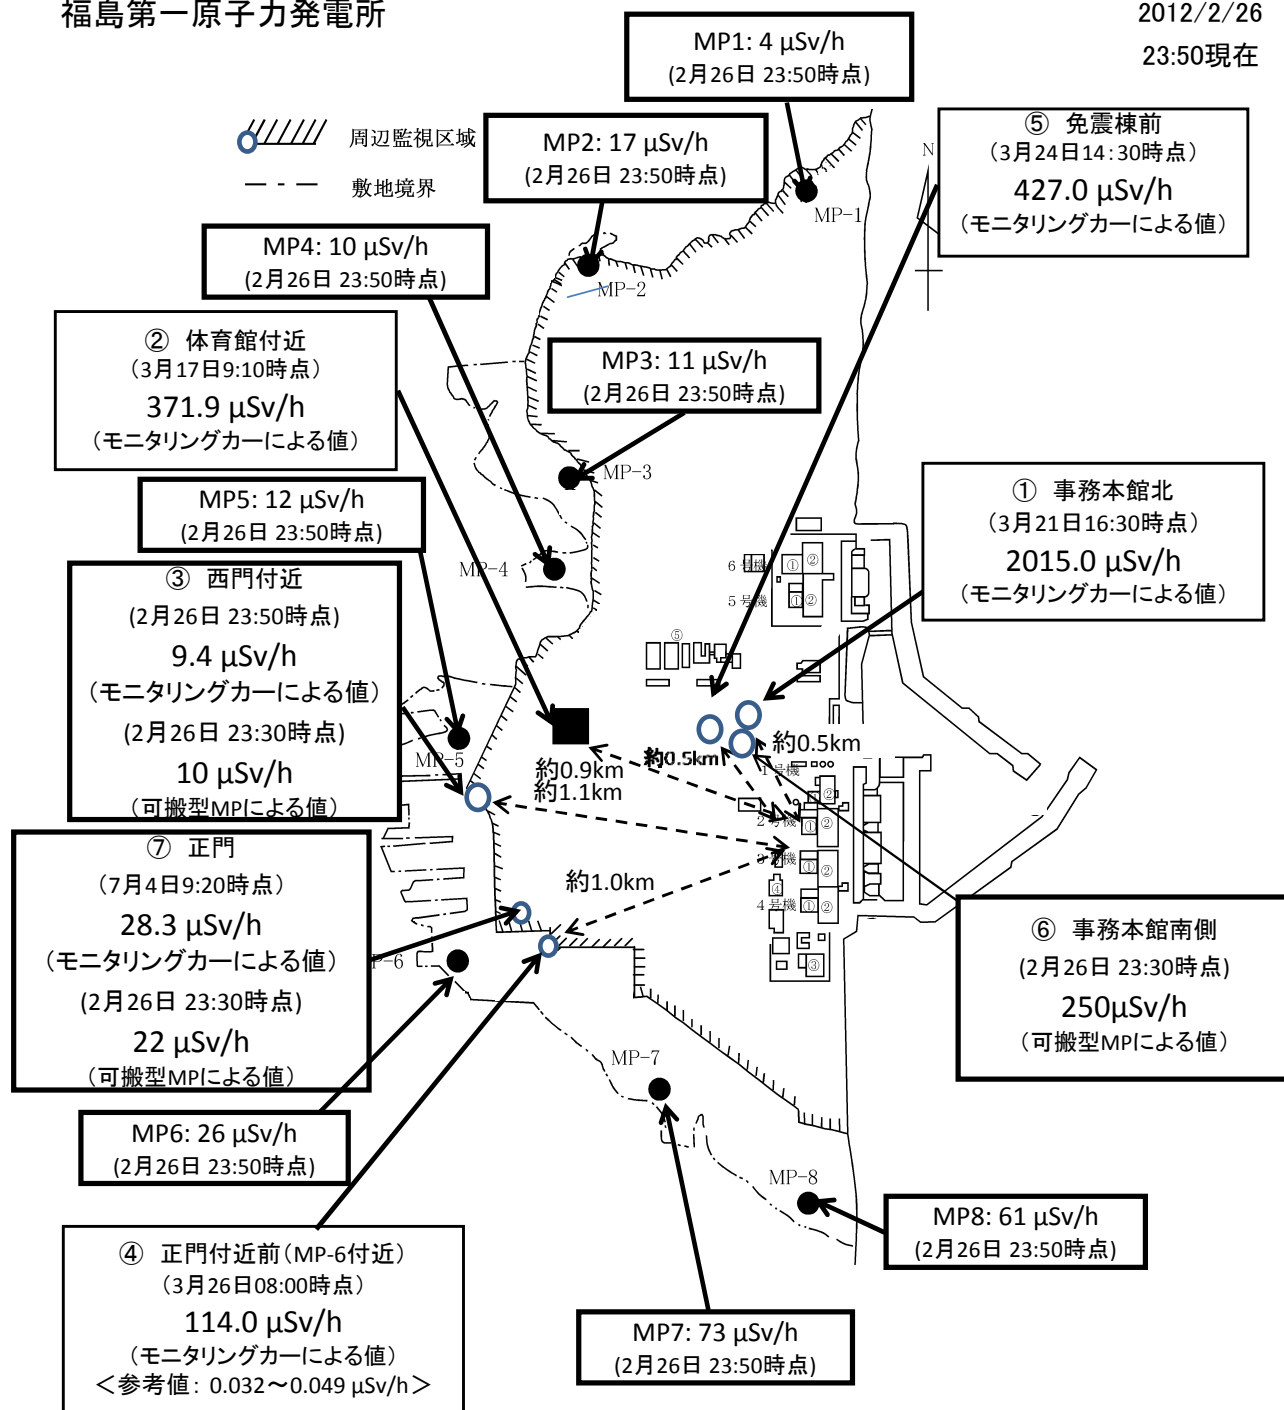 福島第一原子力発電所
2012/2/26
23:50現在
周辺監視区域
敷地境界
N
MP1: 4 μSv/h
(2月26日 23:50時点)
MP2: 17 μSv/h
(2月26日 23:50時点)
⑤ 免震棟前
(3月24日14:30時点)
427.0 μSv/h
(モニタリングカーによる値)
MP4: 10 μSv/h
(2月26日 23:50時点)
② 体育館付近
(3月17日9:10時点)
371.9 μSv/h
(モニタリングカーによる値)
MP3: 11 μSv/h
(2月26日 23:50時点)
MP5: 12 μSv/h
(2月26日 23:50時点)
① 事務本館北
(3月21日16:30時点)
2015.0 μSv/h
(モニタリングカーによる値)
③ 西門付近
(2月26日 23:50時点)
9.4 μSv/h
(モニタリングカーによる値)
(2月26日 23:30時点)
10 μSv/h
(可搬型MPによる値)
⑦ 正門
(7月4日9:20時点)
28.3 μSv/h
(モニタリングカーによる値)
(2月26日 23:30時点)
22 μSv/h
(可搬型MPによる値)
⑥ 事務本館南側
(2月26日 23:30時点)
250μSv/h
(可搬型MPによる値)
MP6: 26 μSv/h
(2月26日 23:50時点)
④ 正門付近前(MP-6付近)
(3月26日08:00時点)
114.0 μSv/h
(モニタリングカーによる値)
<参考値: 0.032~0.049 μSv/h>
MP7: 73 μSv/h
(2月26日 23:50時点)
MP8: 61 μSv/h
(2月26日 23:50時点)
MP-1
MP-2
MP-3
MP-4
MP-5
P-6
MP-7
MP-8
6号機 ① ②
5号機 ① ②
⑤
約0.5km
約0.5km
約0.9km
約1.1km
約1.0km
1号機 ① ②
2号機 ① ②
3号機 ① ②
4号機 ① ②
④
③